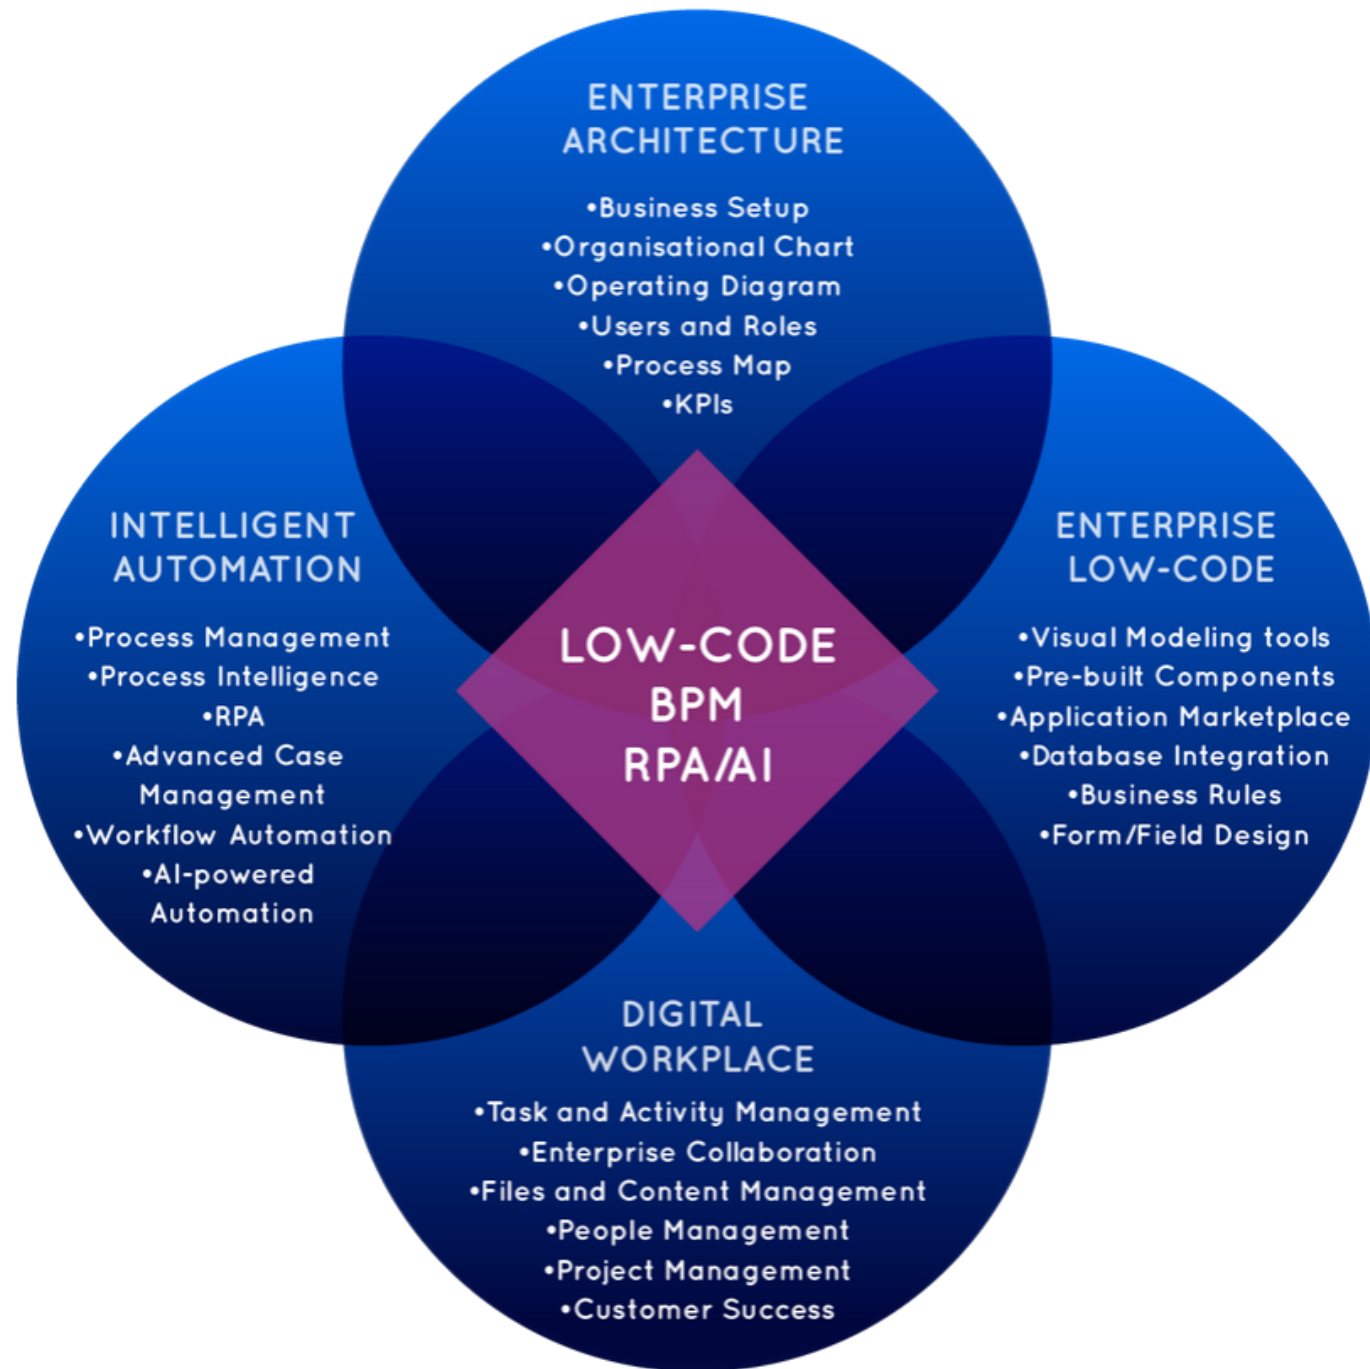 ENTERPRISE
ARCHITECTURE
•Business Setup
•Organisational Chart
•Operating Diagram
•Users and Roles
•Process Map
•KPIs
INTELLIGENT
AUTOMATION
•Process Management
•Process Intelligence
•RPA
•Advanced Case
Management
•Workflow Automation
•AI-powered
Automation
LOW-CODE
BPM
RPA/AI
ENTERPRISE
LOW-CODE
•Visual Modeling tools
•Pre-built Components
•Application Marketplace
•Database Integration
•Business Rules
•Form/Field Design
DIGITAL
WORKPLACE
•Task and Activity Management
•Enterprise Collaboration
•Files and Content Management
•People Management
•Project Management
•Customer Success